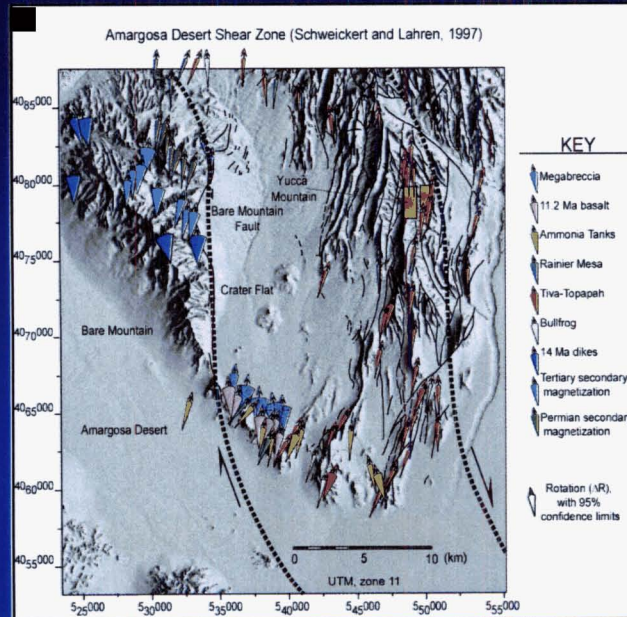 Amargosa Desert Shear Zone (Schweickert and Lahren, 1997)
4085000
4080000
4075000
4070000
4065000
4060000
4055000
Yucca
Mountain
Bare Mountain
Fault
Crater Flat
Bare Mountain
Amargosa Desert
0 5 10 (km)
UTM, zone 11
525000 530000 535000 540000 545000 550000 555000
KEY
Megabreccia
11.2 Ma basalt
Ammonia Tanks
Rainier Mesa
Tiva-Topapah
Bullfrog
14 Ma dikes
Tertiary secondary
magnetization
Permian secondar
magnetization
Rotation (ΔR),
with 95%
confidence limits